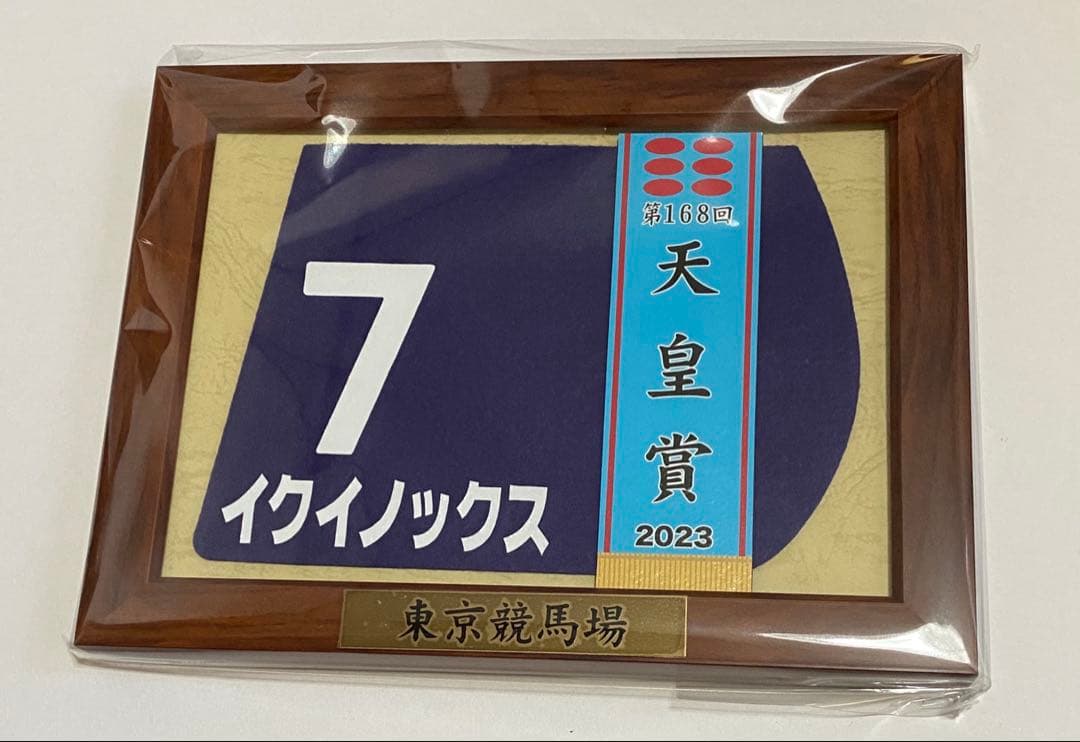 7
イクイノックス
第168回
天皇賞
2023
東京競馬場